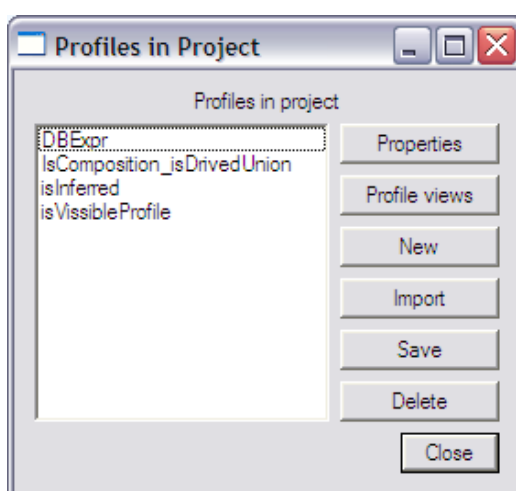 Profiles in Project
Profiles in project
DBExpr
IsComposition_isDrivedUnion
isInferred
isVissibleProfile
Properties
Profile views
New
Import
Save
Delete
Close